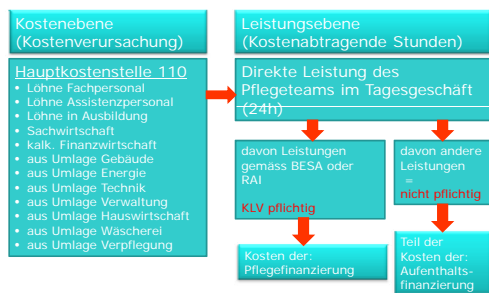 Kostenebene
(Kostenverursachung)
Leistungsebene
(Kostenabtragende Stunden)
Hauptkostenstelle 110
• Löhne Fachpersonal
• Löhne Assistenzpersonal
• Löhne in Ausbildung
• Sachwirtschaft
• kalk. Finanzwirtschaft
• aus Umlage Gebäude
• aus Umlage Energie
• aus Umlage Technik
• aus Umlage Verwaltung
• aus Umlage Hauswirtschaft
• aus Umlage Wäscherei
• aus Umlage Verpflegung
Direkte Leistung des
Pflegeteams im Tagesgeschäft
(24h)
davon Leistungen
gemäss BESA oder
RAI
KLV pflichtig
davon andere
Leistungen
=
nicht pflichtig
Kosten der:
Pflegefinanzierung
Teil der
Kosten der:
Aufenthalts-
finanzierung